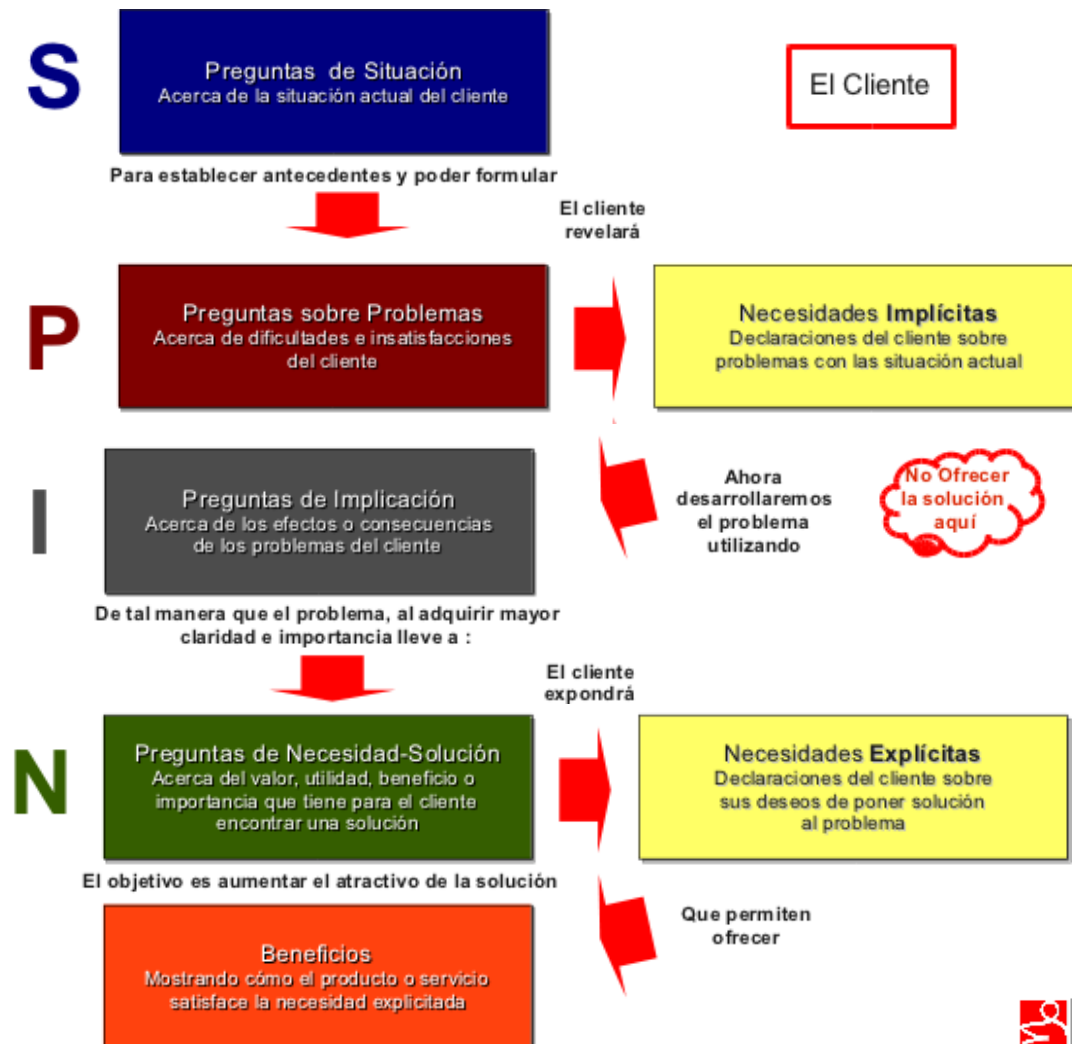 S
Preguntas de Situación
Acerca de la situación actual del cliente
El Cliente
Para establecer antecedentes y poder formular
El cliente
revelará
P
Preguntas sobre Problemas
Acerca de dificultades e insatisfacciones
del cliente
Necesidades Implícitas
Declaraciones del cliente sobre
problemas con las situación actual
I
Preguntas de Implicación
Acerca de los efectos o consecuencias
de los problemas del cliente
Ahora
desarrollaremos
el problema
utilizando
No Ofrecer
la solución
aquí
De tal manera que el problema, al adquirir mayor
claridad e importancia lleve a :
El cliente
expondrá
N
Preguntas de Necesidad-Solución
Acerca del valor, utilidad, beneficio o
importancia que tiene para el cliente
encontrar una solución
Necesidades Explícitas
Declaraciones del cliente sobre
sus deseos de poner solución
al problema
El objetivo es aumentar el atractivo de la solución
Que permiten
ofrecer
Beneficios
Mostrando cómo el producto o servicio
satisface la necesidad explicitada